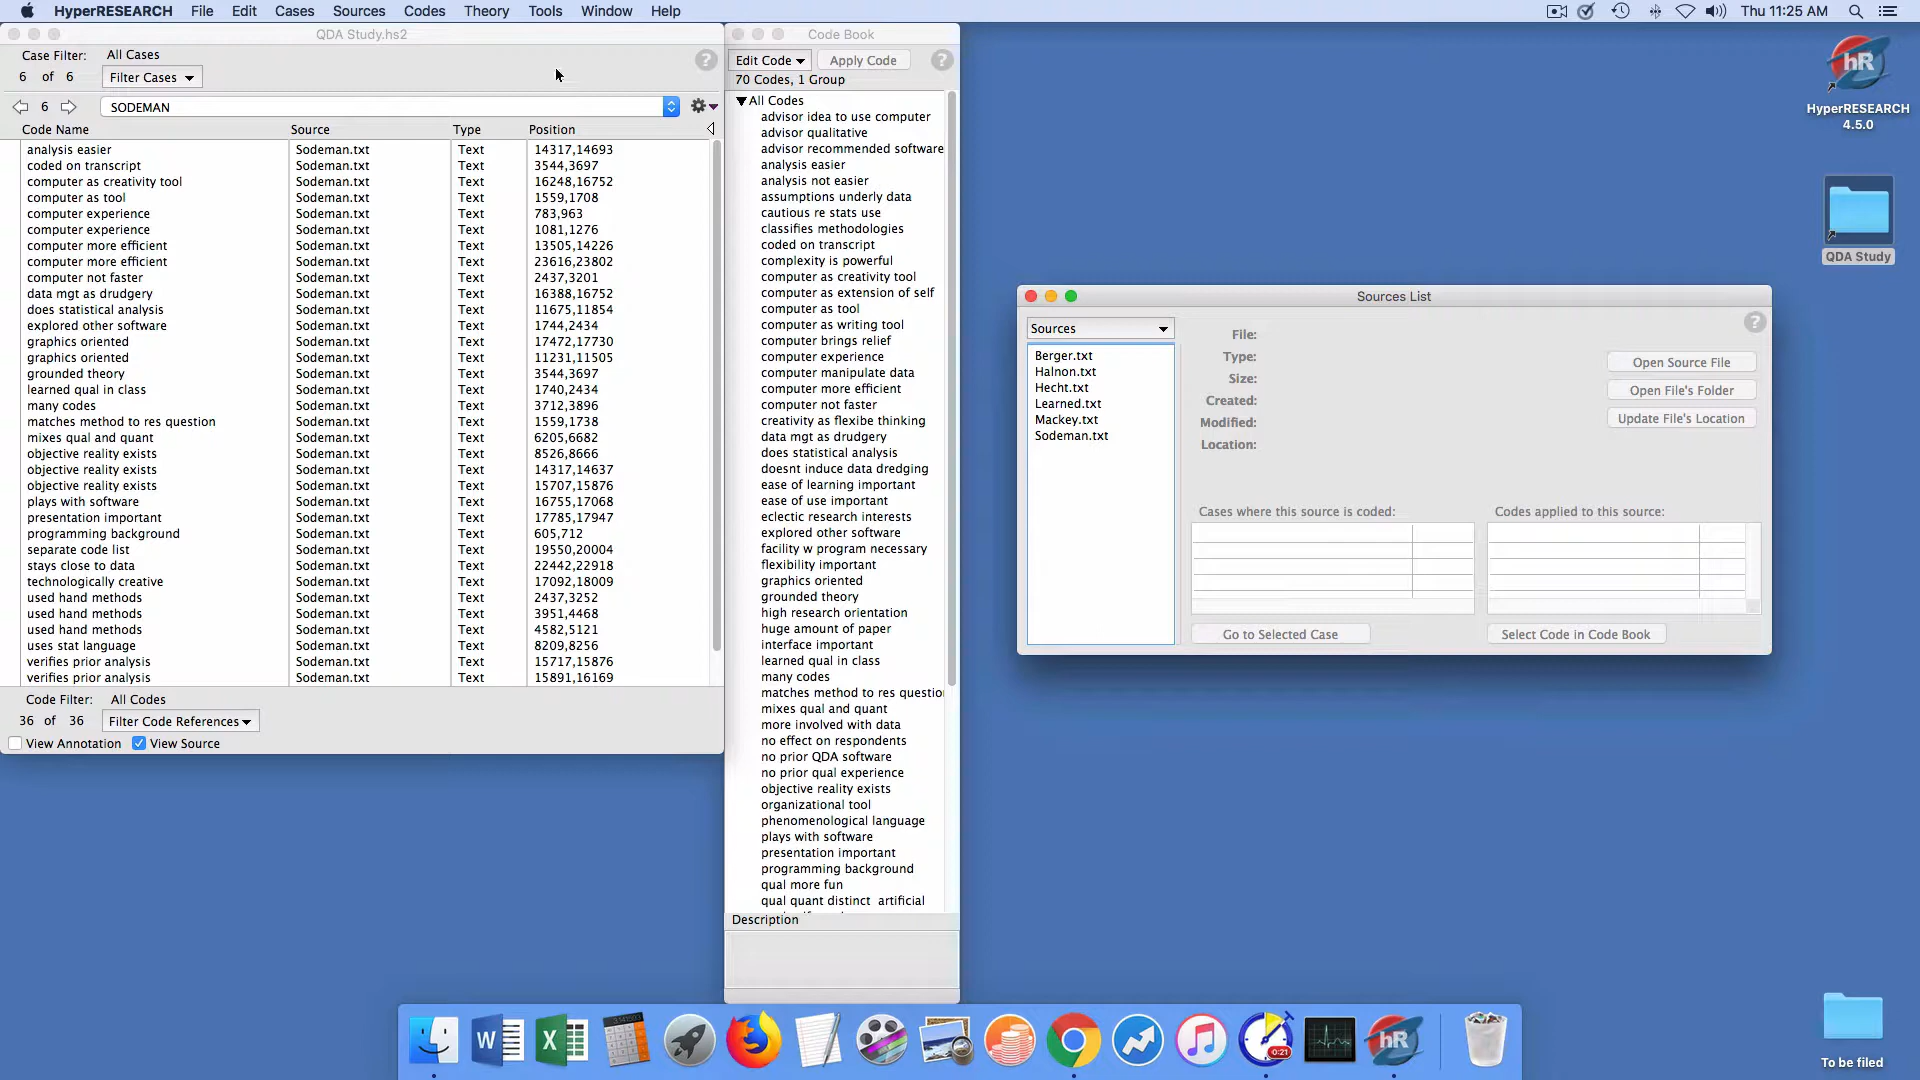 HyperRESEARCH File Edit Cases Sources Codes Theory Tools Window Help Thu 11:25 AM
QDA Study.hs2
Case Filter: All Cases
6 of 6 Filter Cases
6 SODEMAN
Code Name Source Type Position
analysis easier Sodeman.txt Text 14317,14693
coded on transcript Sodeman.txt Text 3544,3697
computer as creativity tool Sodeman.txt Text 16248,16752
computer as tool Sodeman.txt Text 1559,1708
computer experience Sodeman.txt Text 783,963
computer experience Sodeman.txt Text 1081,1276
computer more efficient Sodeman.txt Text 13505,14226
computer more efficient Sodeman.txt Text 23616,23802
computer not faster Sodeman.txt Text 2437,3201
data mgt as drudgery Sodeman.txt Text 16388,16752
does statistical analysis Sodeman.txt Text 11675,11854
explored other software Sodeman.txt Text 1744,2434
graphics oriented Sodeman.txt Text 17472,17730
graphics oriented Sodeman.txt Text 11231,11505
grounded theory Sodeman.txt Text 3544,3697
learned qual in class Sodeman.txt Text 1740,2434
many codes Sodeman.txt Text 3712,3896
matches method to res question Sodeman.txt Text 1559,1738
mixes qual and quant Sodeman.txt Text 6205,6682
objective reality exists Sodeman.txt Text 8526,8666
objective reality exists Sodeman.txt Text 14317,14637
objective reality exists Sodeman.txt Text 15707,15876
plays with software Sodeman.txt Text 16755,17068
presentation important Sodeman.txt Text 17785,17947
programming background Sodeman.txt Text 605,712
separate code list Sodeman.txt Text 19550,20004
stays close to data Sodeman.txt Text 22442,22918
technologically creative Sodeman.txt Text 17092,18009
used hand methods Sodeman.txt Text 2437,3252
used hand methods Sodeman.txt Text 3951,4468
used hand methods Sodeman.txt Text 4582,5121
uses stat language Sodeman.txt Text 8209,8256
verifies prior analysis Sodeman.txt Text 15717,15876
verifies prior analysis Sodeman.txt Text 15891,16169
Code Filter: All Codes
36 of 36 Filter Code References
View Annotation View Source
Code Book
Edit Code Apply Code ?
70 Codes, 1 Group
All Codes
advisor idea to use computer
advisor qualitative
advisor recommended software
analysis easier
analysis not easier
assumptions underly data
cautious re stats use
classifies methodologies
coded on transcript
complexity is powerful
computer as creativity tool
computer as extension of self
computer as tool
computer as writing tool
computer brings relief
computer experience
computer manipulate data
computer more efficient
computer not faster
creativity as flexibe thinking
data mgt as drudgery
does statistical analysis
doesnt induce data dredging
ease of learning important
ease of use important
eclectic research interests
explored other software
facility w program necessary
flexibility important
graphics oriented
grounded theory
high research orientation
huge amount of paper
interface important
learned qual in class
many codes
matches method to res questio
mixes qual and quant
more involved with data
no effect on respondents
no prior QDA software
no prior qual experience
objective reality exists
organizational tool
phenomenological language
plays with software
presentation important
programming background
qual more fun
qual quant distinct artificial
Description
Sources List
Sources
Berger.txt
Halnon.txt
Hecht.txt
Learned.txt
Mackey.txt
Sodeman.txt
File:
Type:
Size:
Created:
Modified:
Location:
Open Source File
Open File's Folder
Update File's Location
Cases where this source is coded: Codes applied to this source:
Go to Selected Case Select Code in Code Book
hR
HyperRESEARCH
4.5.0
QDA Study
To be filed
0:21
hR